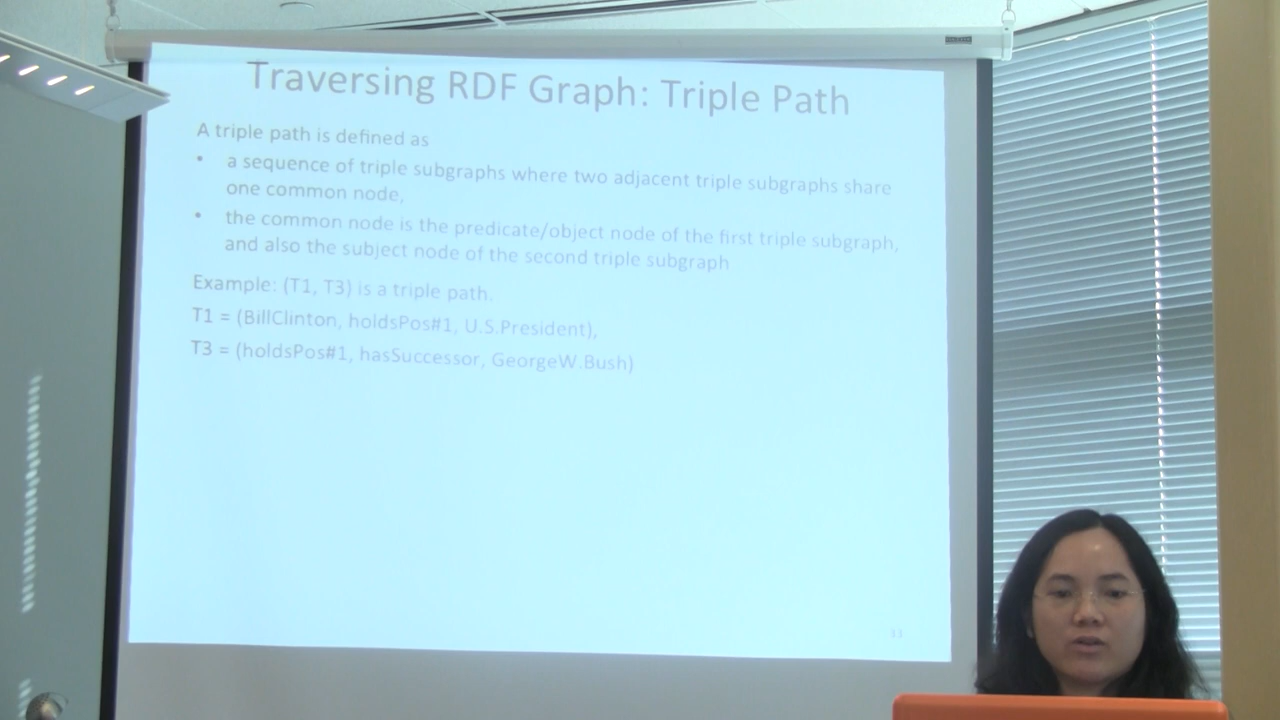 Traversing RDF Graph: Triple Path
A triple path is defined as
• a sequence of triple subgraphs where two adjacent triple subgraphs share
one common node,
• the common node is the predicate/object node of the first triple subgraph,
and also the subject node of the second triple subgraph
Example: (T1, T3) is a triple path.
T1 = (BillClinton, holdsPos#1, U.S.President),
T3 = (holdsPos#1, hasSuccessor, GeorgeW.Bush)